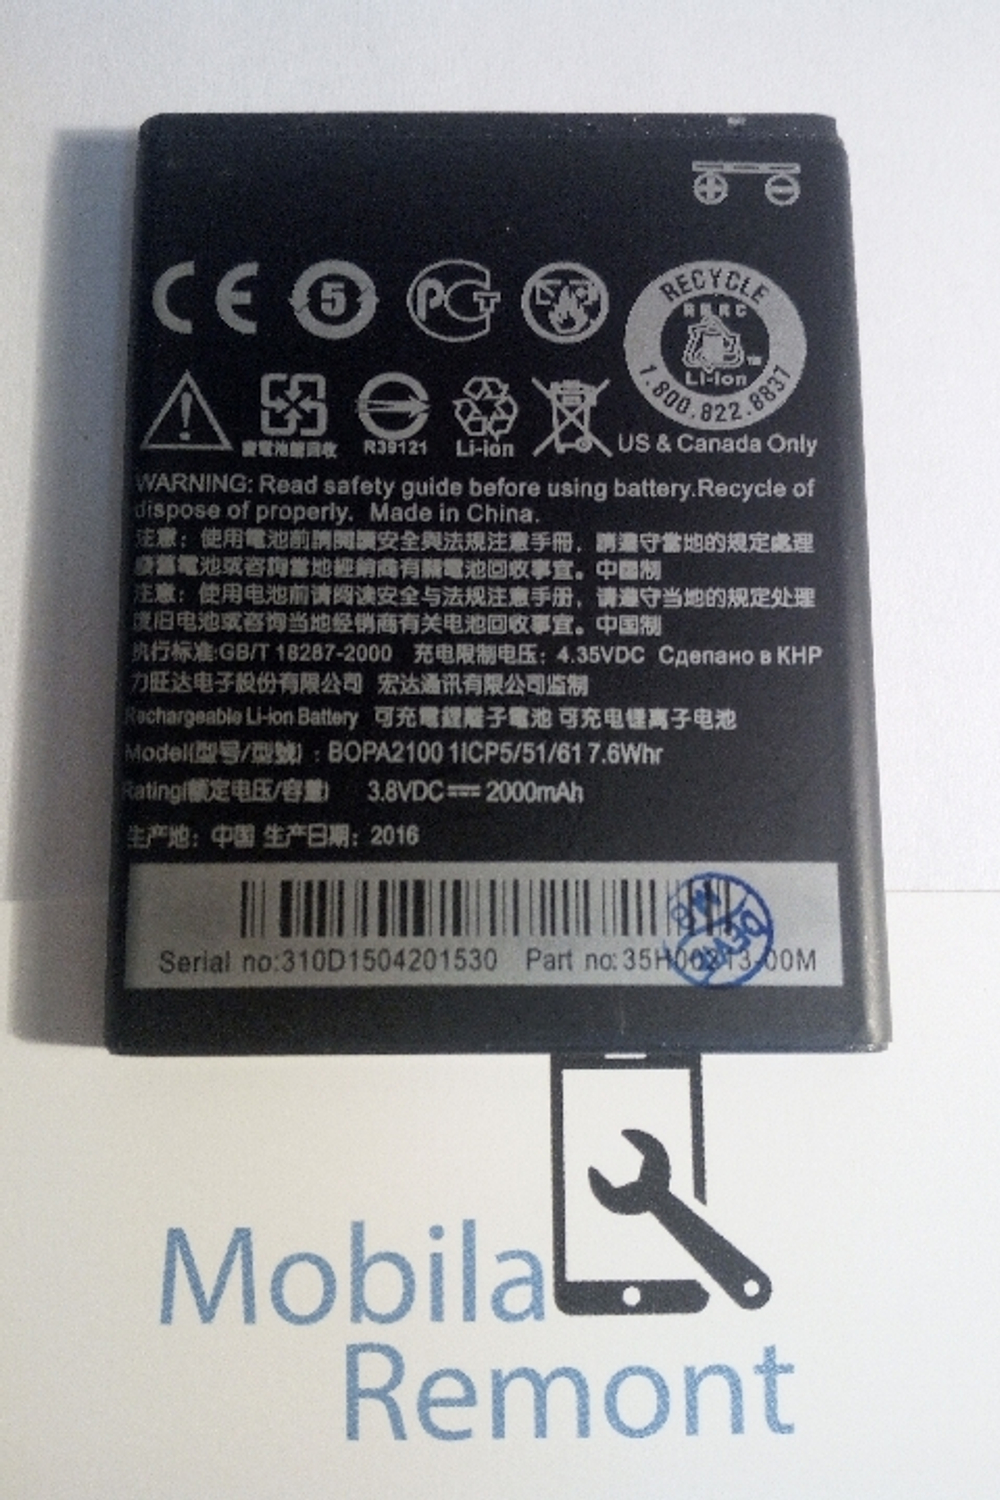 CE 5 PCT
RECYCLE
RBRC
Li-Ion
1.800.822.8837
廢電池請回收 R39121 Li-ion US & Canada Only
WARNING: Read safety guide before using battery.Recycle of
dispose of properly. Made in China.
注意：使用電池前請閱讀安全與法規注意手冊，請遵守當地的規定處理
廢舊電池或咨詢當地經銷商有關電池回收事宜。中國制
注意：使用电池前请阅读安全与法规注意手册，请遵守当地的规定处理
废旧电池或咨询当地经销商有关电池回收事宜。中国制
执行标准:GB/T 18287-2000 充电限制电压：4.35VDC Сделано в КНР
力旺达电子股份有限公司 宏达通讯有限公司监制
Rechargeable Li-ion Battery 可充電鋰離子電池 可充电锂离子电池
Model(型号/型號)：BOPA2100 1ICP5/51/61 7.6Whr
Rating(额定电压/容量) 3.8VDC 2000mAh
生产地：中国 生产日期：2016
Serial no:310D1504201530 Part no:35H00213-00M
Mobila
Remont